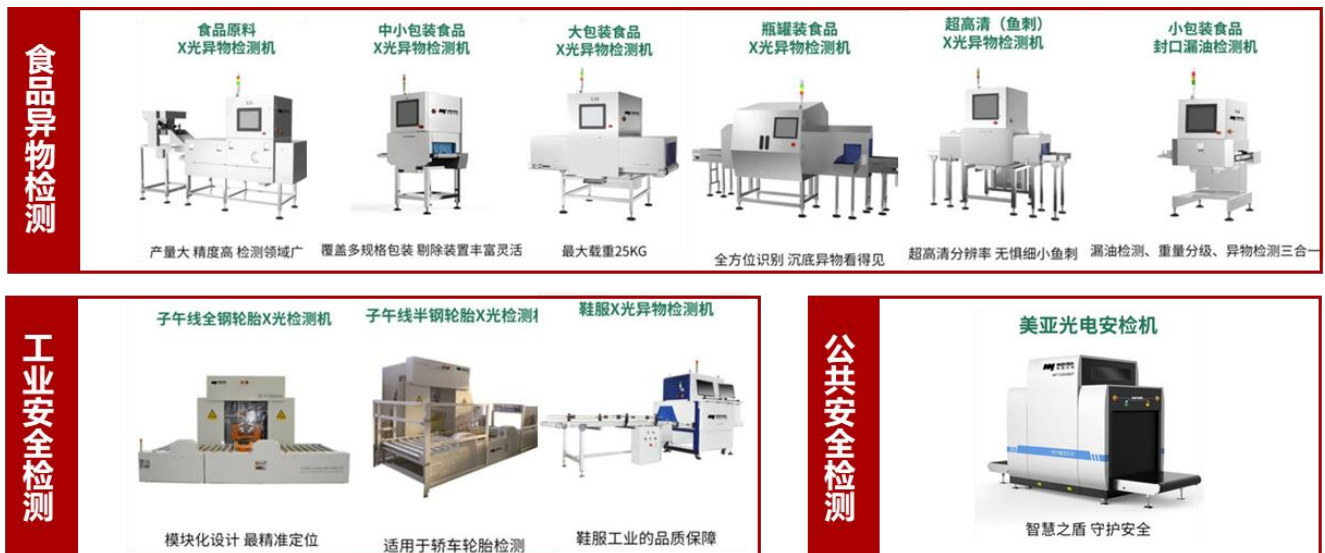 食品异物检测
食品原料
X光异物检测机
中小包装食品
X光异物检测机
大包装食品
X光异物检测机
瓶罐装食品
X光异物检测机
超高清（鱼刺）
X光异物检测机
小包装食品
封口漏油检测机
产量大 精度高 检测领域广
覆盖多规格包装 剔除装置丰富灵活
最大载重25KG
全方位识别 沉底异物看得见
超高清分辨率 无惧细小鱼刺
漏油检测、重量分级、异物检测三合一
工业安全检测
子午线全钢轮胎X光检测机
子午线半钢轮胎X光检测
鞋服X光异物检测机
模块化设计 最精准定位
适用于轿车轮胎检测
鞋服工业的品质保障
公共安全检测
美亚光电安检机
智慧之盾 守护安全